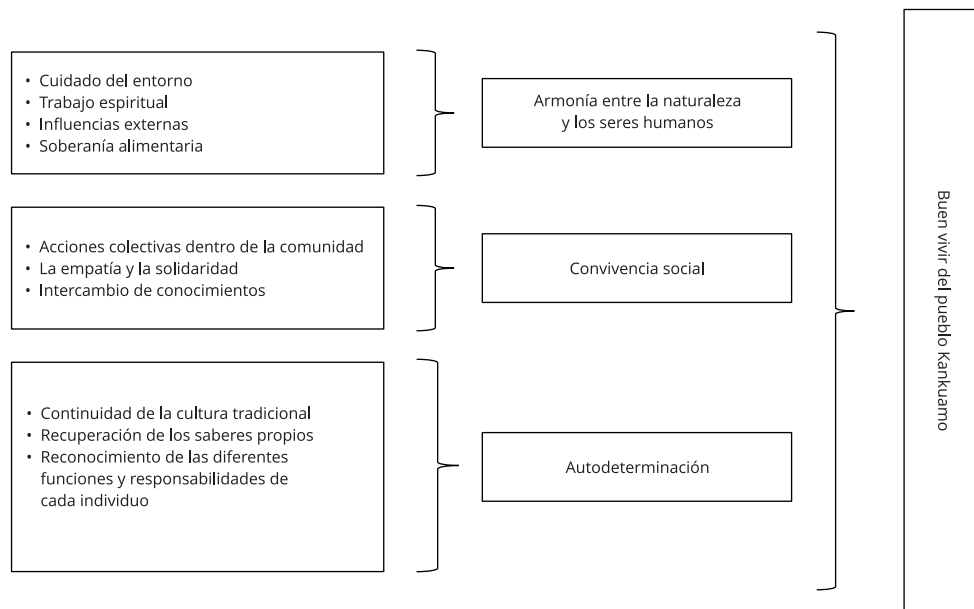 • Cuidado del entorno
• Trabajo espiritual
• Influencias externas
• Soberanía alimentaria
Armonía entre la naturaleza
y los seres humanos
• Acciones colectivas dentro de la comunidad
• La empatía y la solidaridad
• Intercambio de conocimientos
Convivencia social
• Continuidad de la cultura tradicional
• Recuperación de los saberes propios
• Reconocimiento de las diferentes
funciones y responsabilidades de
cada individuo
Autodeterminación
Buen vivir del pueblo Kankuamo